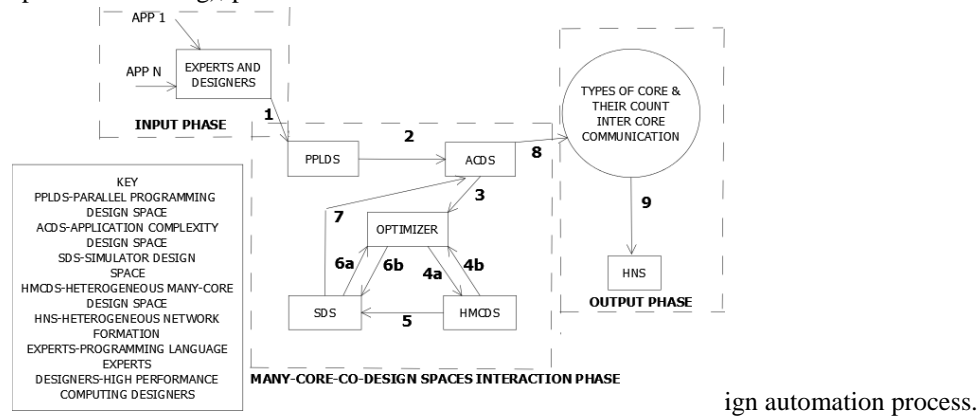 APP 1
APP N
EXPERTS AND
DESIGNERS
1
INPUT PHASE
2
PPLDS
ACDS
8
3
7
OPTIMIZER
6a
6b
4a
4b
SDS
5
HMCDS
MANY-CORE-CO-DESIGN SPACES INTERACTION PHASE
TYPES OF CORE &
THEIR COUNT
INTER CORE
COMMUNICATION
9
HNS
OUTPUT PHASE
KEY
PPLDS-PARALLEL PROGRAMMING
DESIGN SPACE
ACDS-APPLICATION COMPLEXITY
DESIGN SPACE
SDS-SIMULATOR DESIGN
SPACE
HMCDS-HETEROGENEOUS MANY-CORE
DESIGN SPACE
HNS-HETEROGENEOUS NETWORK
FORMATION
EXPERTS-PROGRAMMING LANGUAGE
EXPERTS
DESIGNERS-HIGH PERFORMANCE
COMPUTING DESIGNERS
ign automation process.